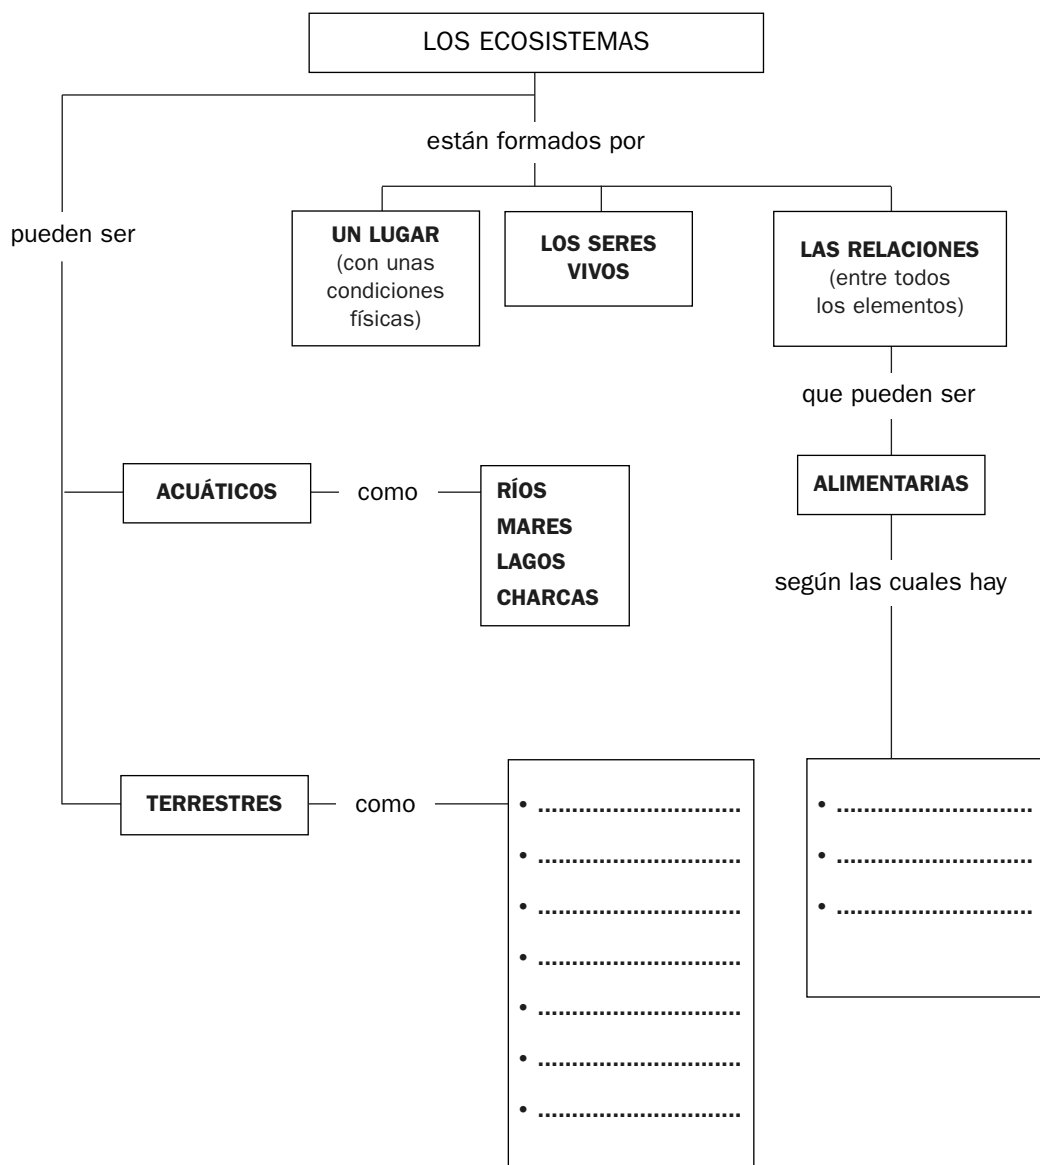 LOS ECOSISTEMAS
están formados por
pueden ser
UN LUGAR
(con unas
condiciones
físicas)
LOS SERES
VIVOS
LAS RELACIONES
(entre todos
los elementos)
que pueden ser
ACUÁTICOS
como
RÍOS
MARES
LAGOS
CHARCAS
ALIMENTARIAS
según las cuales hay
TERRESTRES
como
• ..............................
• ..............................
• ..............................
• ..............................
• ..............................
• ..............................
• ..............................
• .............................
• .............................
• .............................